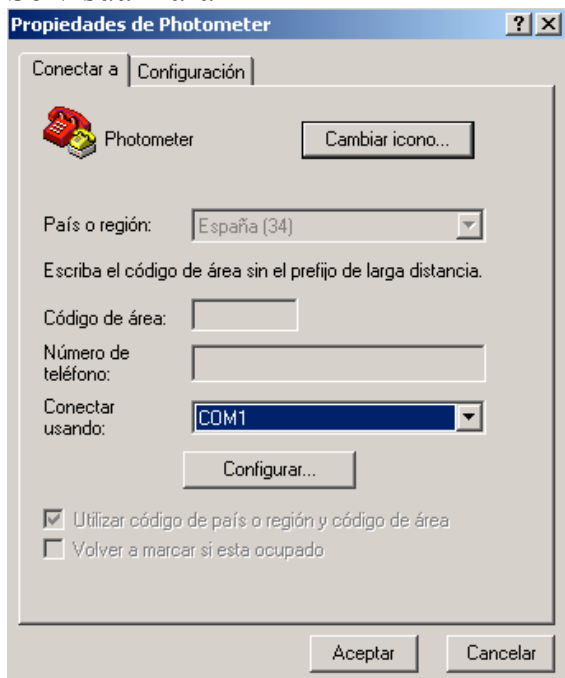 Propiedades de Photometer
Conectar a Configuración
Photometer Cambiar icono...
País o región: España (34)
Escriba el código de área sin el prefijo de larga distancia.
Código de área:
Número de
teléfono:
Conectar
usando: COM1
Configurar...
Utilizar código de país o región y código de área
Volver a marcar si esta ocupado
Aceptar Cancelar